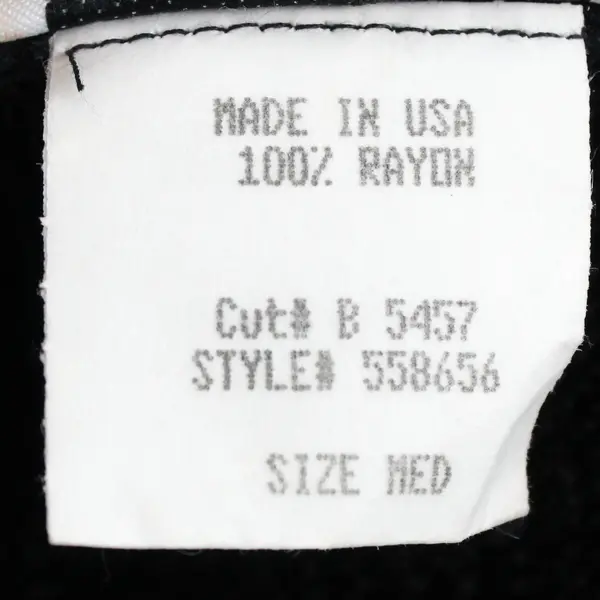 MADE IN USA
100% RAYON
Cut# B 5457
STYLE# 558656
SIZE MED